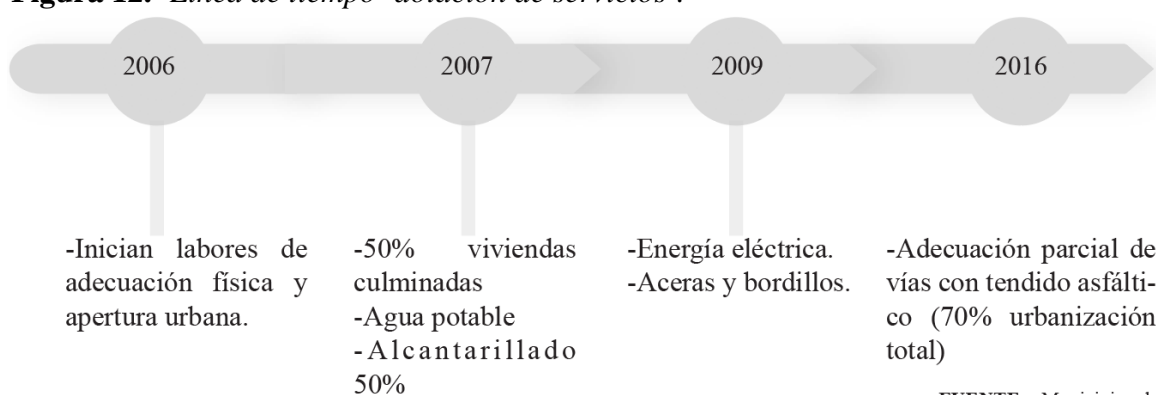 2006 2007 2009 2016
-Inician labores de
adecuación física y
apertura urbana.
-50% viviendas
culminadas
-Agua potable
-Alcantarillado
50%
-Energía eléctrica.
-Aceras y bordillos.
-Adecuación parcial de
vías con tendido asfálti-
co (70% urbanización
total)